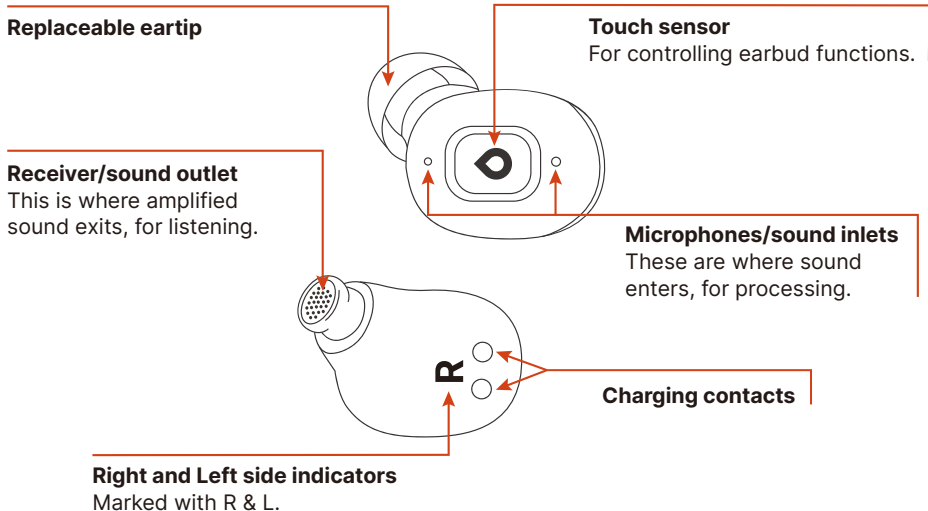 Replaceable eartip
Touch sensor
For controlling earbud functions.
Receiver/sound outlet
This is where amplified
sound exits, for listening.
Microphones/sound inlets
These are where sound
enters, for processing.
R
Charging contacts
Right and Left side indicators
Marked with R & L.